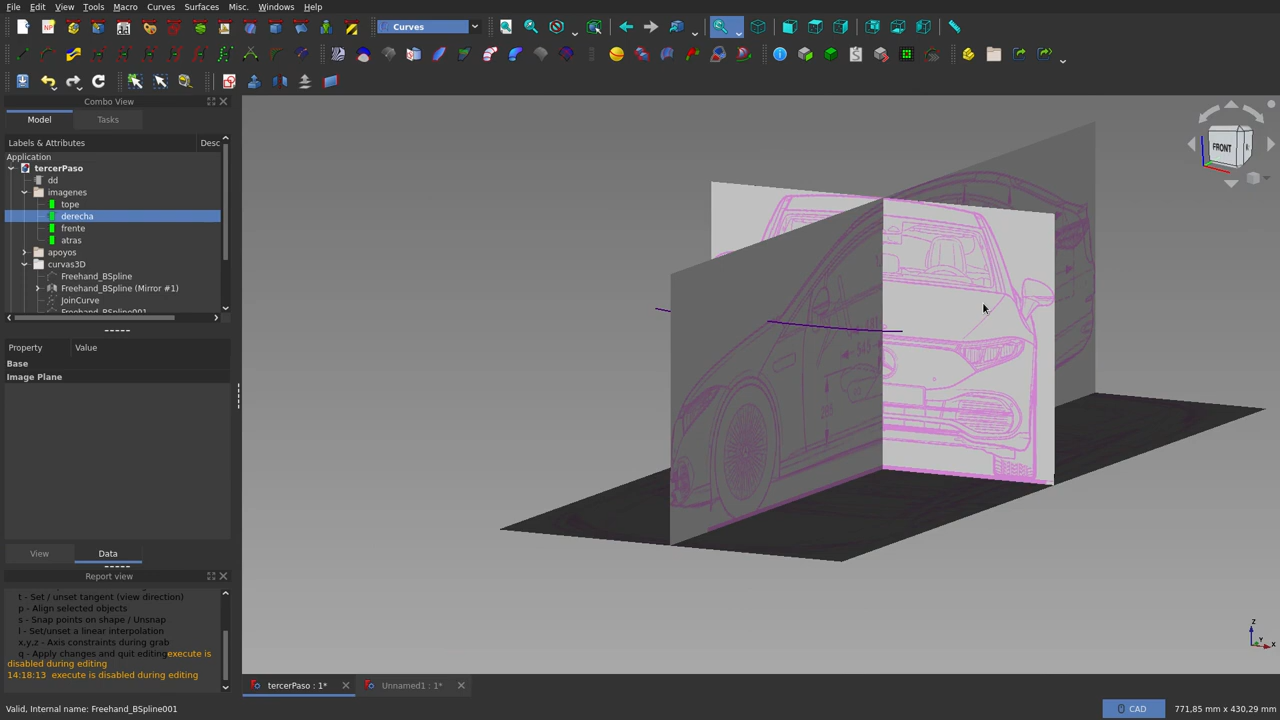 File Edit View Tools Macro Curves Surfaces Misc. Windows Help
Curves
Combo View
Model Tasks
Labels & Attributes Desc
Application
tercerPaso
dd
imagenes
tope
derecha
frente
atras
apoyos
curvas3D
Freehand_BSpline
Freehand_BSpline (Mirror #1)
JoinCurve
Freehand_BSpline001
Property Value
Base
Image Plane
View Data
Report view
t - Set / unset tangent (view direction)
p - Align selected objects
s - Snap points on shape / Unsnap
l - Set/unset a linear interpolation
x,y,z - Axis constraints during grab
q - Apply changes and quit editingexecute is
disabled during editing
14:18:13 execute is disabled during editing
FRONT
Z
X
tercerPaso : 1*
Unnamed1 : 1*
Valid, Internal name: Freehand_BSpline001
CAD
771,85 mm x 430,29 mm